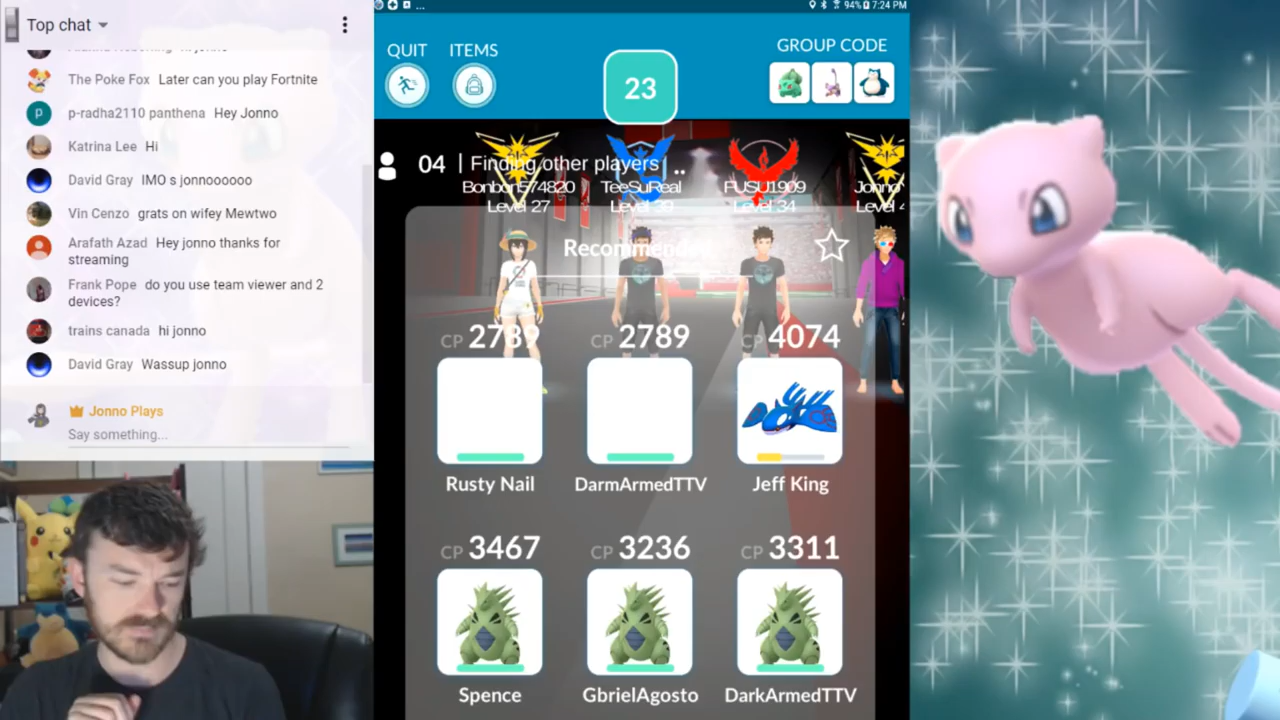 Top chat
The Poke Fox Later can you play Fortnite
p-radha2110 panthena Hey Jonno
Katrina Lee Hi
David Gray IMO s jonnoooooo
Vin Cenzo grats on wifey Mewtwo
Arafath Azad Hey jonno thanks for
streaming
Frank Pope do you use team viewer and 2
devices?
trains canada hi jonno
David Gray Wassup jonno
Jonno Plays
Say something...
94% 7:24 PM
QUIT ITEMS
23
GROUP CODE
04 | Finding other players ..
Bonbon574820 TeeSuReal FUSU1909
Level 27 Level 39 Level 34
Recommended
CP 2789 CP 2789 CP 4074
Rusty Nail DarmArmedTTV Jeff King
CP 3467 CP 3236 CP 3311
Spence GbrielAgosto DarkArmedTTV